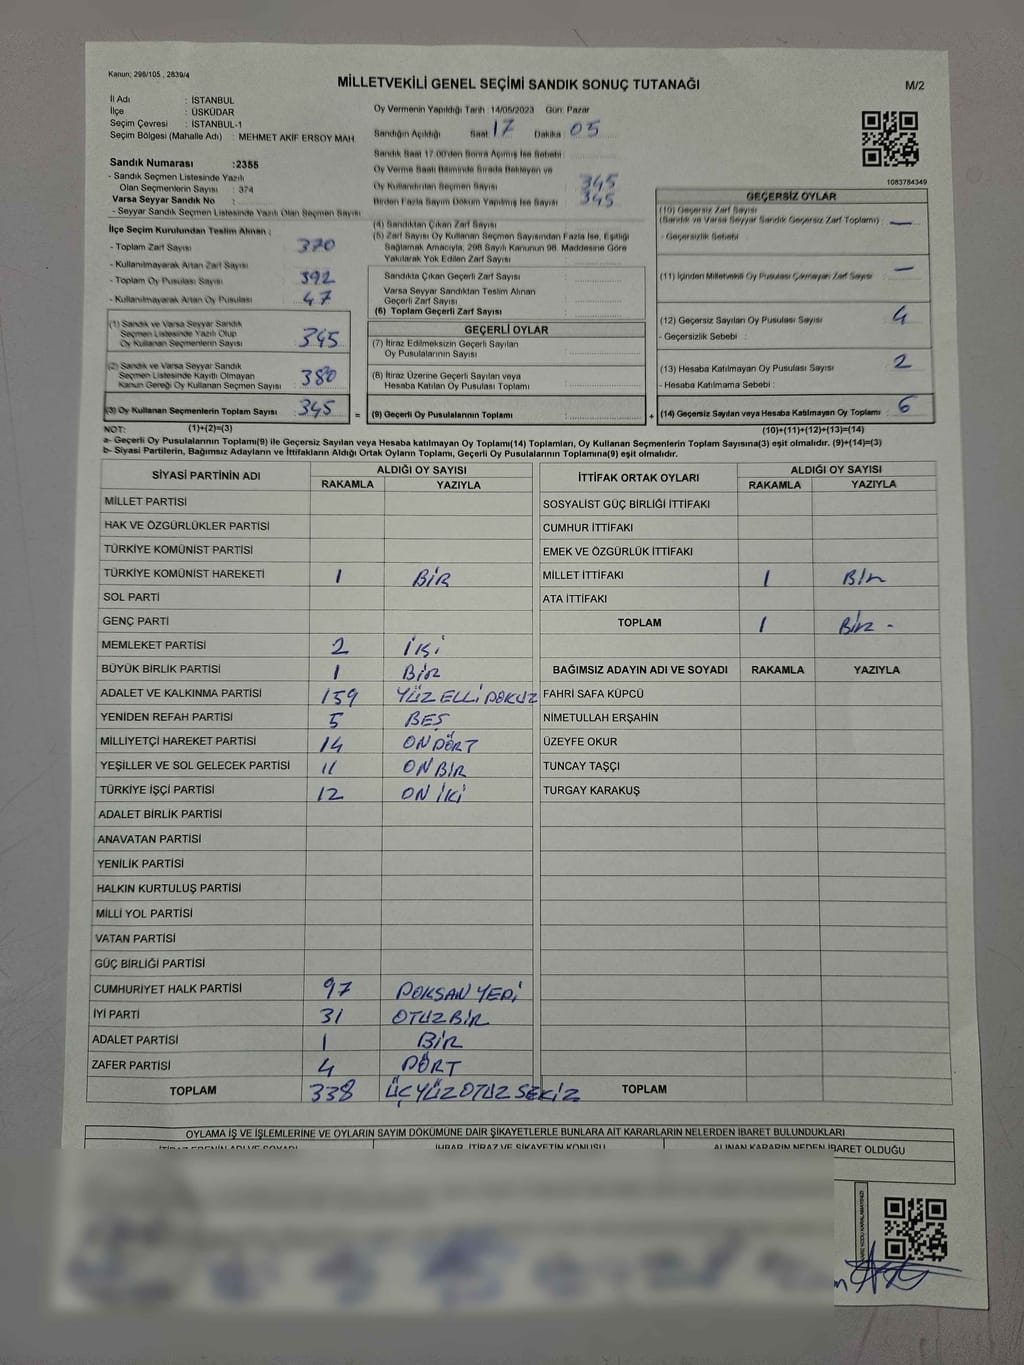 Kanun: 298/105 , 2839/4
MİLLETVEKİLİ GENEL SEÇİMİ SANDIK SONUÇ TUTANAĞI
M/2
İl Adı : İSTANBUL
İlçe : ÜSKÜDAR
Seçim Çevresi : İSTANBUL-1
Seçim Bölgesi (Mahalle Adı) : MEHMET AKİF ERSOY MAH
Oy Vermenin Yapıldığı Tarih :14/05/2023 Gün: Pazar
Sandığın Açıldığı Saat 17 Dakika 05
Sandık Saat 17.00'den Sonra Açılmış İse Sebebi :
Oy Verme Saati Bitiminde Sırada Bekleyen ve
Oy Kullandırılan Seçmen Sayısı 345
Birden Fazla Sayım Döküm Yapılmış İse Sayısı 345
1083784349
Sandık Numarası :2355
- Sandık Seçmen Listesinde Yazılı
Olan Seçmenlerin Sayısı : 374
Varsa Seyyar Sandık No :
- Seyyar Sandık Seçmen Listesinde Yazılı Olan Seçmen Sayısı
İlçe Seçim Kurulundan Teslim Alınan ;
- Toplam Zarf Sayısı 370
- Kullanılmayarak Artan Zarf Sayısı
- Toplam Oy Pusulası Sayısı 392
- Kullanılmayarak Artan Oy Pusulası 47
(1) Sandık ve Varsa Seyyar Sandık
Seçmen Listesinde Yazılı Olup
Oy Kullanan Seçmenlerin Sayısı 345
(2) Sandık ve Varsa Seyyar Sandık
Seçmen Listesinde Kayıtlı Olmayan
Kanun Gereği Oy Kullanan Seçmen Sayısı 380
(3) Oy Kullanan Seçmenlerin Toplam Sayısı 345 =
(4) Sandıktan Çıkan Zarf Sayısı
(5) Zarf Sayısı Oy Kullanan Seçmen Sayısından Fazla İse, Eşitliği
Sağlamak Amacıyla, 298 Sayılı Kanunun 98. Maddesine Göre
Yakılarak Yok Edilen Zarf Sayısı
Sandıkta Çıkan Geçerli Zarf Sayısı
Varsa Seyyar Sandıktan Teslim Alınan
Geçerli Zarf Sayısı
(6) Toplam Geçerli Zarf Sayısı
GEÇERLİ OYLAR
(7) İtiraz Edilmeksizin Geçerli Sayılan
Oy Pusulalarının Sayısı
(8) İtiraz Üzerine Geçerli Sayılan veya
Hesaba Katılan Oy Pusulası Toplamı
(9) Geçerli Oy Pusulalarının Toplamı +
GEÇERSİZ OYLAR
(10) Geçersiz Zarf Sayısı
(Sandık ve Varsa Seyyar Sandık Geçersiz Zarf Toplamı) : —
- Geçersizlik Sebebi :
(11) İçinden Milletvekili Oy Pusulası Çıkmayan Zarf Sayısı : —
(12) Geçersiz Sayılan Oy Pusulası Sayısı : 4
- Geçersizlik Sebebi :
(13) Hesaba Katılmayan Oy Pusulası Sayısı : 2
- Hesaba Katılmama Sebebi :
(14) Geçersiz Sayılan veya Hesaba Katılmayan Oy Toplamı : 6
NOT: (1)+(2)=(3)
(10)+(11)+(12)+(13)=(14)
a- Geçerli Oy Pusulalarının Toplamı(9) ile Geçersiz Sayılan veya Hesaba katılmayan Oy Toplamı(14) Toplamları, Oy Kullanan Seçmenlerin Toplam Sayısına(3) eşit olmalıdır. (9)+(14)=(3)
b- Siyasi Partilerin, Bağımsız Adayların ve İttifakların Aldığı Ortak Oyların Toplamı, Geçerli Oy Pusulalarının Toplamına(9) eşit olmalıdır.
SİYASİ PARTİNİN ADI ALDIĞI OY SAYISI
RAKAMLA YAZIYLA
MİLLET PARTİSİ
HAK VE ÖZGÜRLÜKLER PARTİSİ
TÜRKİYE KOMÜNİST PARTİSİ
TÜRKİYE KOMÜNİST HAREKETİ 1 BİR
SOL PARTİ
GENÇ PARTİ
MEMLEKET PARTİSİ 2 İKİ
BÜYÜK BİRLİK PARTİSİ 1 BİR
ADALET VE KALKINMA PARTİSİ 159 YÜZ ELLİ DOKUZ
YENİDEN REFAH PARTİSİ 5 BEŞ
MİLLİYETÇİ HAREKET PARTİSİ 14 ON DÖRT
YEŞİLLER VE SOL GELECEK PARTİSİ 11 ON BİR
TÜRKİYE İŞÇİ PARTİSİ 12 ON İKİ
ADALET BİRLİK PARTİSİ
ANAVATAN PARTİSİ
YENİLİK PARTİSİ
HALKIN KURTULUŞ PARTİSİ
MİLLİ YOL PARTİSİ
VATAN PARTİSİ
GÜÇ BİRLİĞİ PARTİSİ
CUMHURİYET HALK PARTİSİ 97 DOKSAN YEDİ
İYİ PARTİ 31 OTUZ BİR
ADALET PARTİSİ 1 BİR
ZAFER PARTİSİ 4 DÖRT
TOPLAM 338 ÜÇ YÜZ OTUZ SEKİZ
İTTİFAK ORTAK OYLARI ALDIĞI OY SAYISI
RAKAMLA YAZIYLA
SOSYALİST GÜÇ BİRLİĞİ İTTİFAKI
CUMHUR İTTİFAKI
EMEK VE ÖZGÜRLÜK İTTİFAKI
MİLLET İTTİFAKI 1 BİR
ATA İTTİFAKI
TOPLAM 1 BİR -
BAĞIMSIZ ADAYIN ADI VE SOYADI RAKAMLA YAZIYLA
FAHRİ SAFA KÜPCÜ
NİMETULLAH ERŞAHİN
ÜZEYFE OKUR
TUNCAY TAŞÇI
TURGAY KARAKUŞ
TOPLAM
OYLAMA İŞ VE İŞLEMLERİNE VE OYLARIN SAYIM DÖKÜMÜNE DAİR ŞİKAYETLERLE BUNLARA AİT KARARLARIN NELERDEN İBARET BULUNDUKLARI
İHBAR, İTİRAZ VE ŞİKAYETİN KONUSU ALINAN KARARIN NEDEN İBARET OLDUĞU